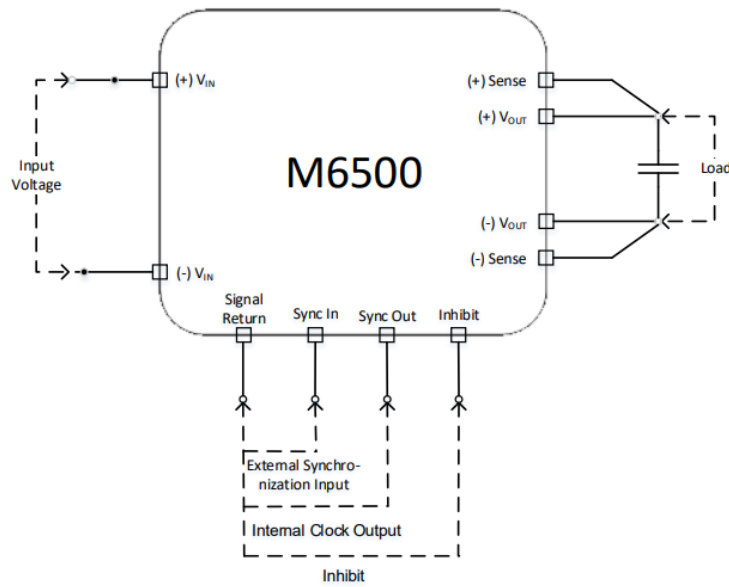 (+) VIN
(+) Sense
(+) VOUT
Input
Voltage
M6500
Load
(-) VOUT
(-) Sense
(-) VIN
Signal
Return
Sync In
Sync Out
Inhibit
External Synchro-
nization Input
Internal Clock Output
Inhibit